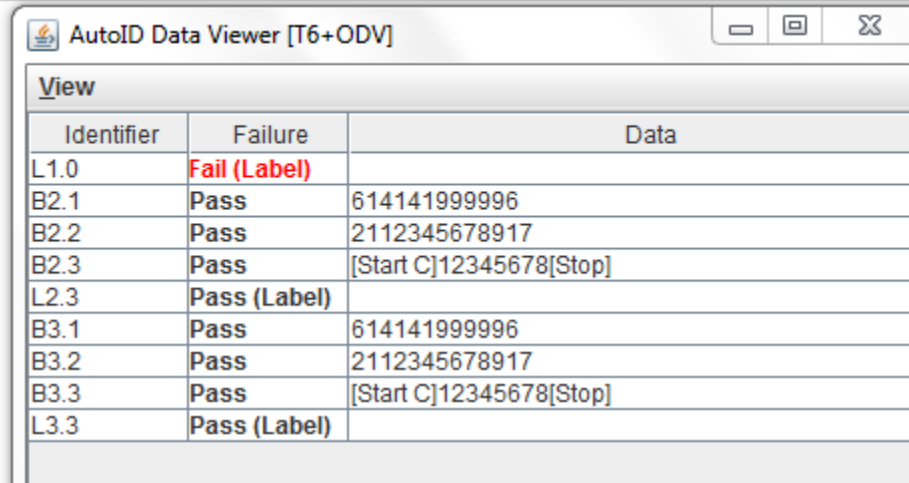 AutoID Data Viewer [T6+ODV]
View
Identifier Failure Data
L1.0 Fail (Label)
B2.1 Pass 614141999996
B2.2 Pass 2112345678917
B2.3 Pass [Start C]12345678[Stop]
L2.3 Pass (Label)
B3.1 Pass 614141999996
B3.2 Pass 2112345678917
B3.3 Pass [Start C]12345678[Stop]
L3.3 Pass (Label)